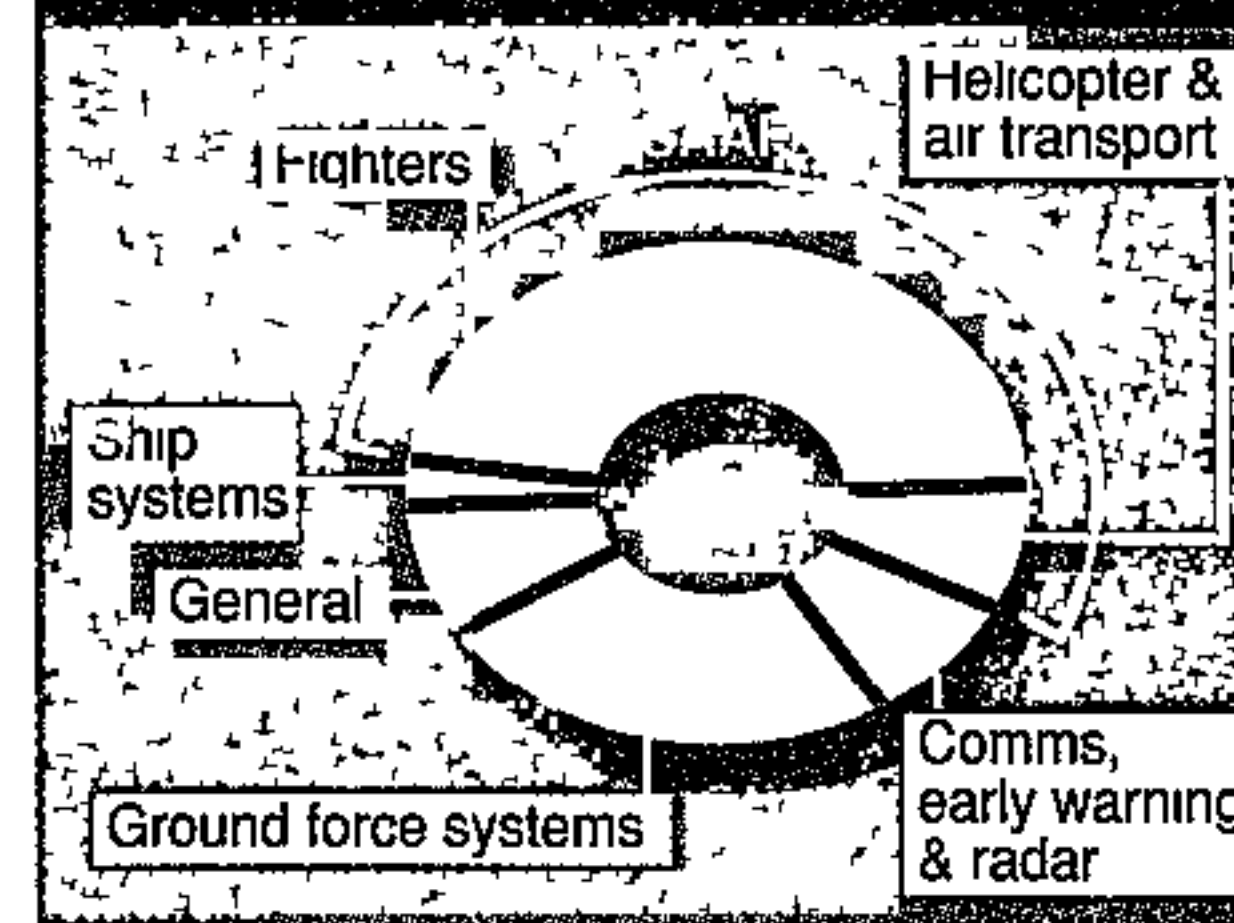 Helicopter &
air transport
Fighters
Ship
systems
General
Comms,
early warning
& radar
Ground force systems